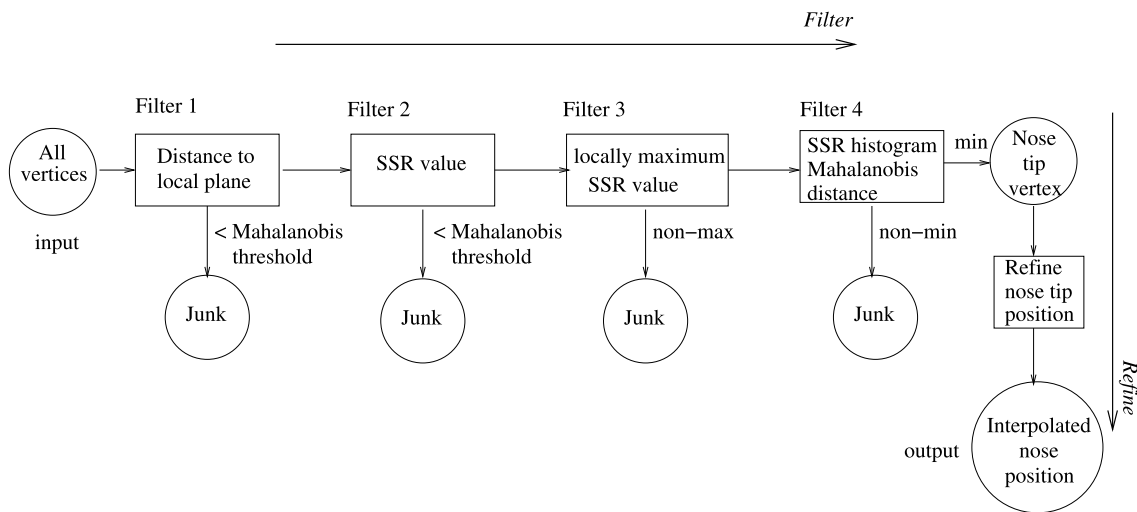 Filter
Filter 1
Filter 2
Filter 3
Filter 4
All
vertices
input
Distance to
local plane
SSR value
locally maximum
SSR value
SSR histogram
Mahalanobis
distance
min
Nose
tip
vertex
< Mahalanobis
threshold
< Mahalanobis
threshold
non-max
non-min
Junk
Junk
Junk
Junk
Refine
nose tip
position
Refine
output
Interpolated
nose
position